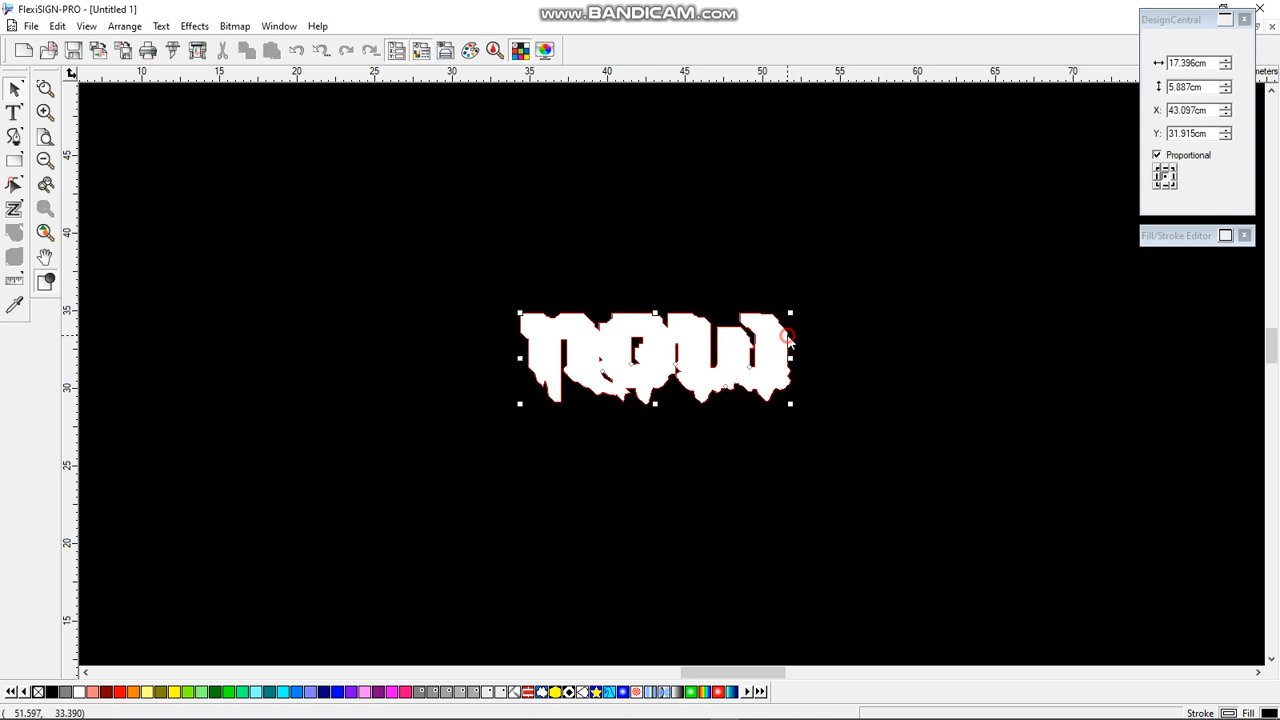 FlexiSIGN-PRO - [Untitled 1]
www.BANDICAM.com
File Edit View Arrange Text Effects Bitmap Window Help
DesignCentral
17.396cm
5.887cm
X: 43.097cm
Y: 31.915cm
Proportional
Fill/Stroke Editor
10 15 20 25 30 35 40 45 50 55 60 65 70 meters
45
40
35
30
25
20
15
now
( 51.597, 33.390)
Stroke Fill